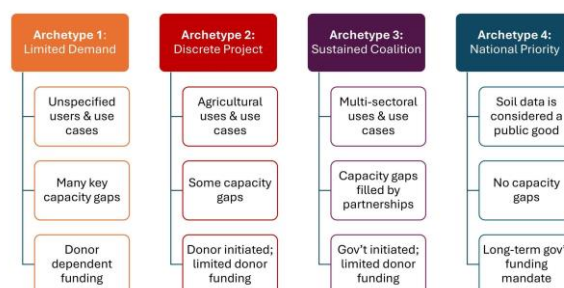 Archetype 1:
Limited Demand
Unspecified
users & use
cases
Many key
capacity gaps
Donor
dependent
funding
Archetype 2:
Discrete Project
Agricultural
uses & use
cases
Some capacity
gaps
Donor initiated;
limited donor
funding
Archetype 3:
Sustained Coalition
Multi-sectoral
uses & use
cases
Capacity gaps
filled by
partnerships
Gov't initiated;
limited donor
funding
Archetype 4:
National Priority
Soil data is
considered a
public good
No capacity
gaps
Long-term gov't
funding
mandate